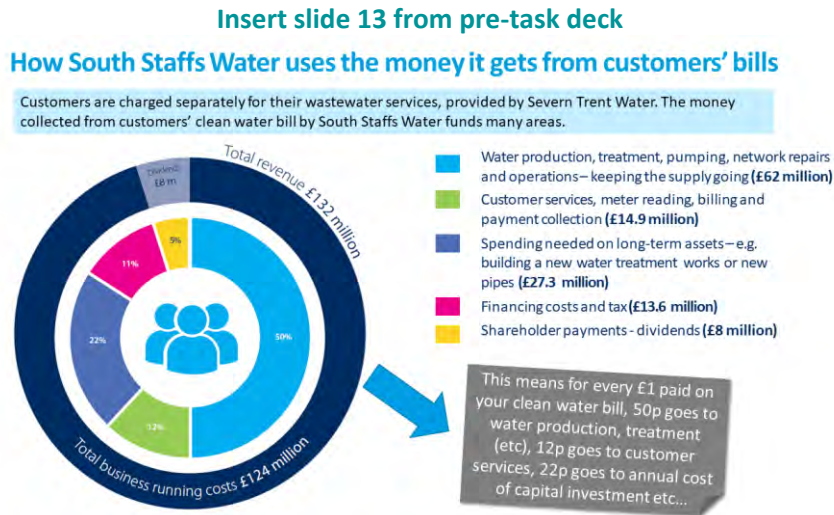 Insert slide 13 from pre-task deck
How South Staffs Water uses the money it gets from customers' bills
Customers are charged separately for their wastewater services, provided by Severn Trent Water. The money
collected from customers' clean water bill by South Staffs Water funds many areas.
Total revenue £132 million
Dividends
£8 m
5%
11%
22%
50%
12%
Total business running costs £124 million
Water production, treatment, pumping, network repairs
and operations – keeping the supply going (£62 million)
Customer services, meter reading, billing and
payment collection (£14.9 million)
Spending needed on long-term assets – e.g.
building a new water treatment works or new
pipes (£27.3 million)
Financing costs and tax (£13.6 million)
Shareholder payments - dividends (£8 million)
This means for every £1 paid on
your clean water bill, 50p goes to
water production, treatment
(etc), 12p goes to customer
services, 22p goes to annual cost
of capital investment etc...